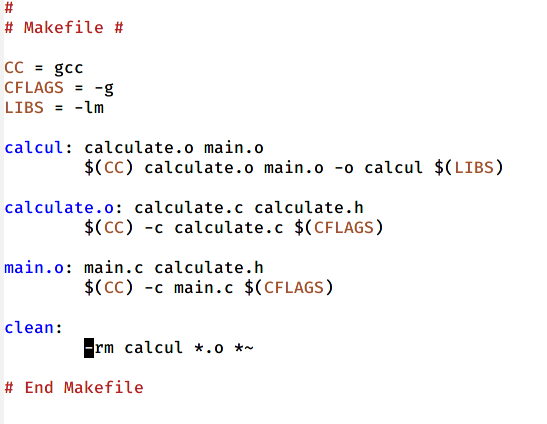 #
# Makefile #
CC = gcc
CFLAGS = -g
LIBS = -lm
calcul: calculate.o main.o
$(CC) calculate.o main.o -o calcul $(LIBS)
calculate.o: calculate.c calculate.h
$(CC) -c calculate.c $(CFLAGS)
main.o: main.c calculate.h
$(CC) -c main.c $(CFLAGS)
clean:
-rm calcul *.o *~
# End Makefile